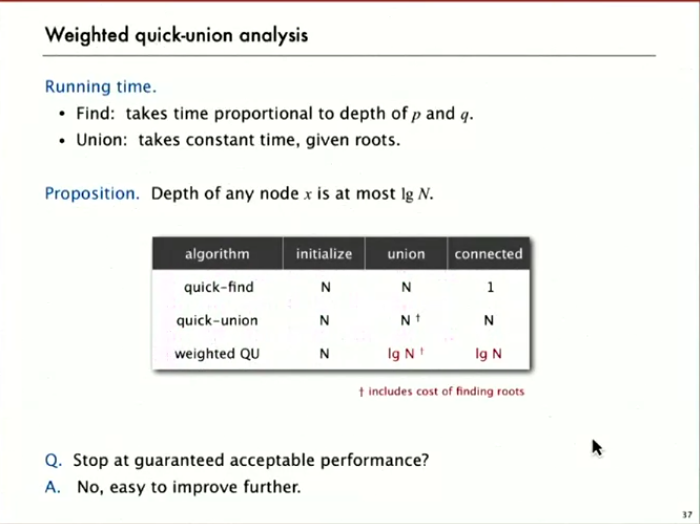 Weighted quick-union analysis
Running time.
• Find: takes time proportional to depth of p and q.
• Union: takes constant time, given roots.
Proposition. Depth of any node x is at most lg N.
algorithm initialize union connected
quick-find N N 1
quick-union N N † N
weighted QU N lg N † lg N
† includes cost of finding roots
Q. Stop at guaranteed acceptable performance?
A. No, easy to improve further.
37